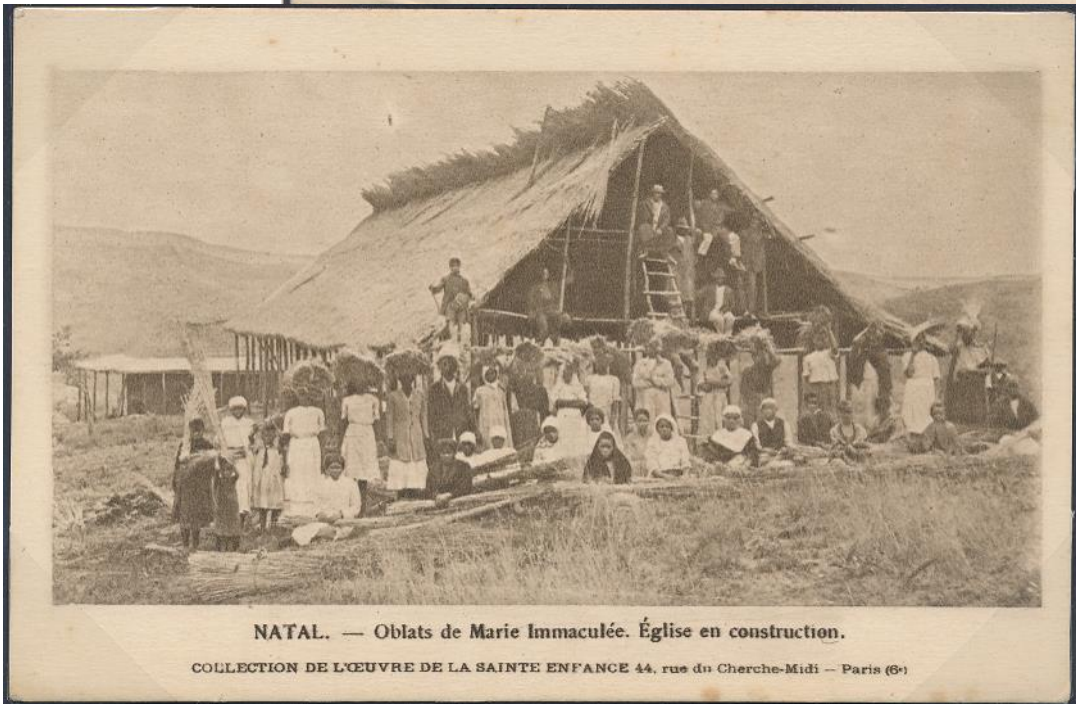 NATAL. — Oblats de Marie Immaculée. Église en construction.
COLLECTION DE L'ŒUVRE DE LA SAINTE ENFANCE 44, rue du Cherche-Midi — Paris (6e)